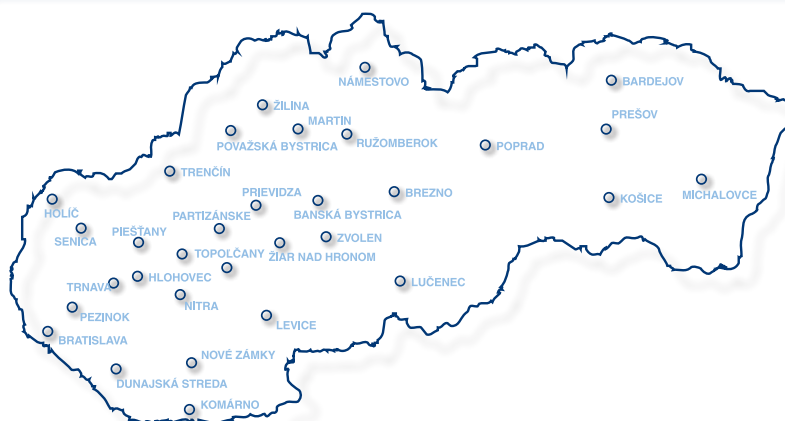 NÁMESTOVO
BARDEJOV
ŽILINA
MARTIN
PREŠOV
POVAŽSKÁ BYSTRICA
RUŽOMBEROK
POPRAD
TRENČÍN
PRIEVIDZA
BREZNO
MICHALOVCE
KOŠICE
HOLÍČ
PARTIZÁNSKE
BANSKÁ BYSTRICA
SENICA
PIEŠŤANY
ZVOLEN
TOPOLČANY
ŽIAR NAD HRONOM
HLOHOVEC
TRNAVA
LUČENEC
NITRA
PEZINOK
LEVICE
BRATISLAVA
NOVÉ ZÁMKY
DUNAJSKÁ STREDA
KOMÁRNO